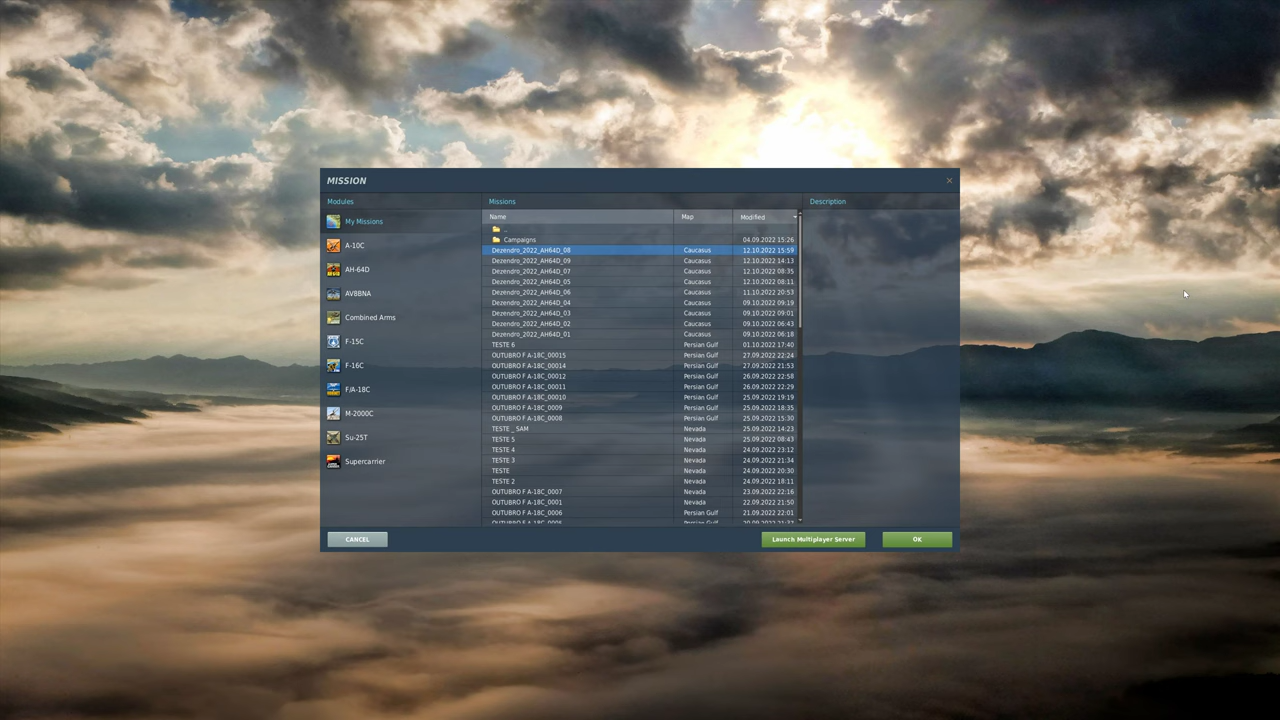 MISSION
Modules Missions Description
My Missions
A-10C
AH-64D
AV8BNA
Combined Arms
F-15C
F-16C
F/A-18C
M-2000C
Su-25T
Supercarrier
Name Map Modified
..
Campaigns 04.09.2022 15:26
Dezendro_2022_AH64D_08 Caucasus 12.10.2022 15:59
Dezendro_2022_AH64D_09 Caucasus 12.10.2022 14:13
Dezendro_2022_AH64D_07 Caucasus 12.10.2022 08:35
Dezendro_2022_AH64D_05 Caucasus 12.10.2022 08:11
Dezendro_2022_AH64D_06 Caucasus 11.10.2022 20:53
Dezendro_2022_AH64D_04 Caucasus 09.10.2022 09:19
Dezendro_2022_AH64D_03 Caucasus 09.10.2022 09:01
Dezendro_2022_AH64D_02 Caucasus 09.10.2022 06:43
Dezendro_2022_AH64D_01 Caucasus 09.10.2022 06:18
TESTE 6 Persian Gulf 01.10.2022 17:40
OUTUBRO F A-18C_00015 Persian Gulf 27.09.2022 22:24
OUTUBRO F A-18C_00014 Persian Gulf 27.09.2022 21:53
OUTUBRO F A-18C_00012 Persian Gulf 26.09.2022 22:58
OUTUBRO F A-18C_00011 Persian Gulf 26.09.2022 22:29
OUTUBRO F A-18C_00010 Persian Gulf 25.09.2022 19:19
OUTUBRO F A-18C_0009 Persian Gulf 25.09.2022 18:35
OUTUBRO F A-18C_0008 Persian Gulf 25.09.2022 15:30
TESTE _ SAM Nevada 25.09.2022 14:23
TESTE 5 Nevada 25.09.2022 08:43
TESTE 4 Nevada 24.09.2022 23:12
TESTE 3 Nevada 24.09.2022 21:34
TESTE Nevada 24.09.2022 20:30
TESTE 2 Nevada 24.09.2022 18:11
OUTUBRO F A-18C_0007 Nevada 23.09.2022 22:16
OUTUBRO F A-18C_0001 Nevada 22.09.2022 21:50
OUTUBRO F A-18C_0006 Persian Gulf 21.09.2022 22:01
CANCEL Launch Multiplayer Server OK